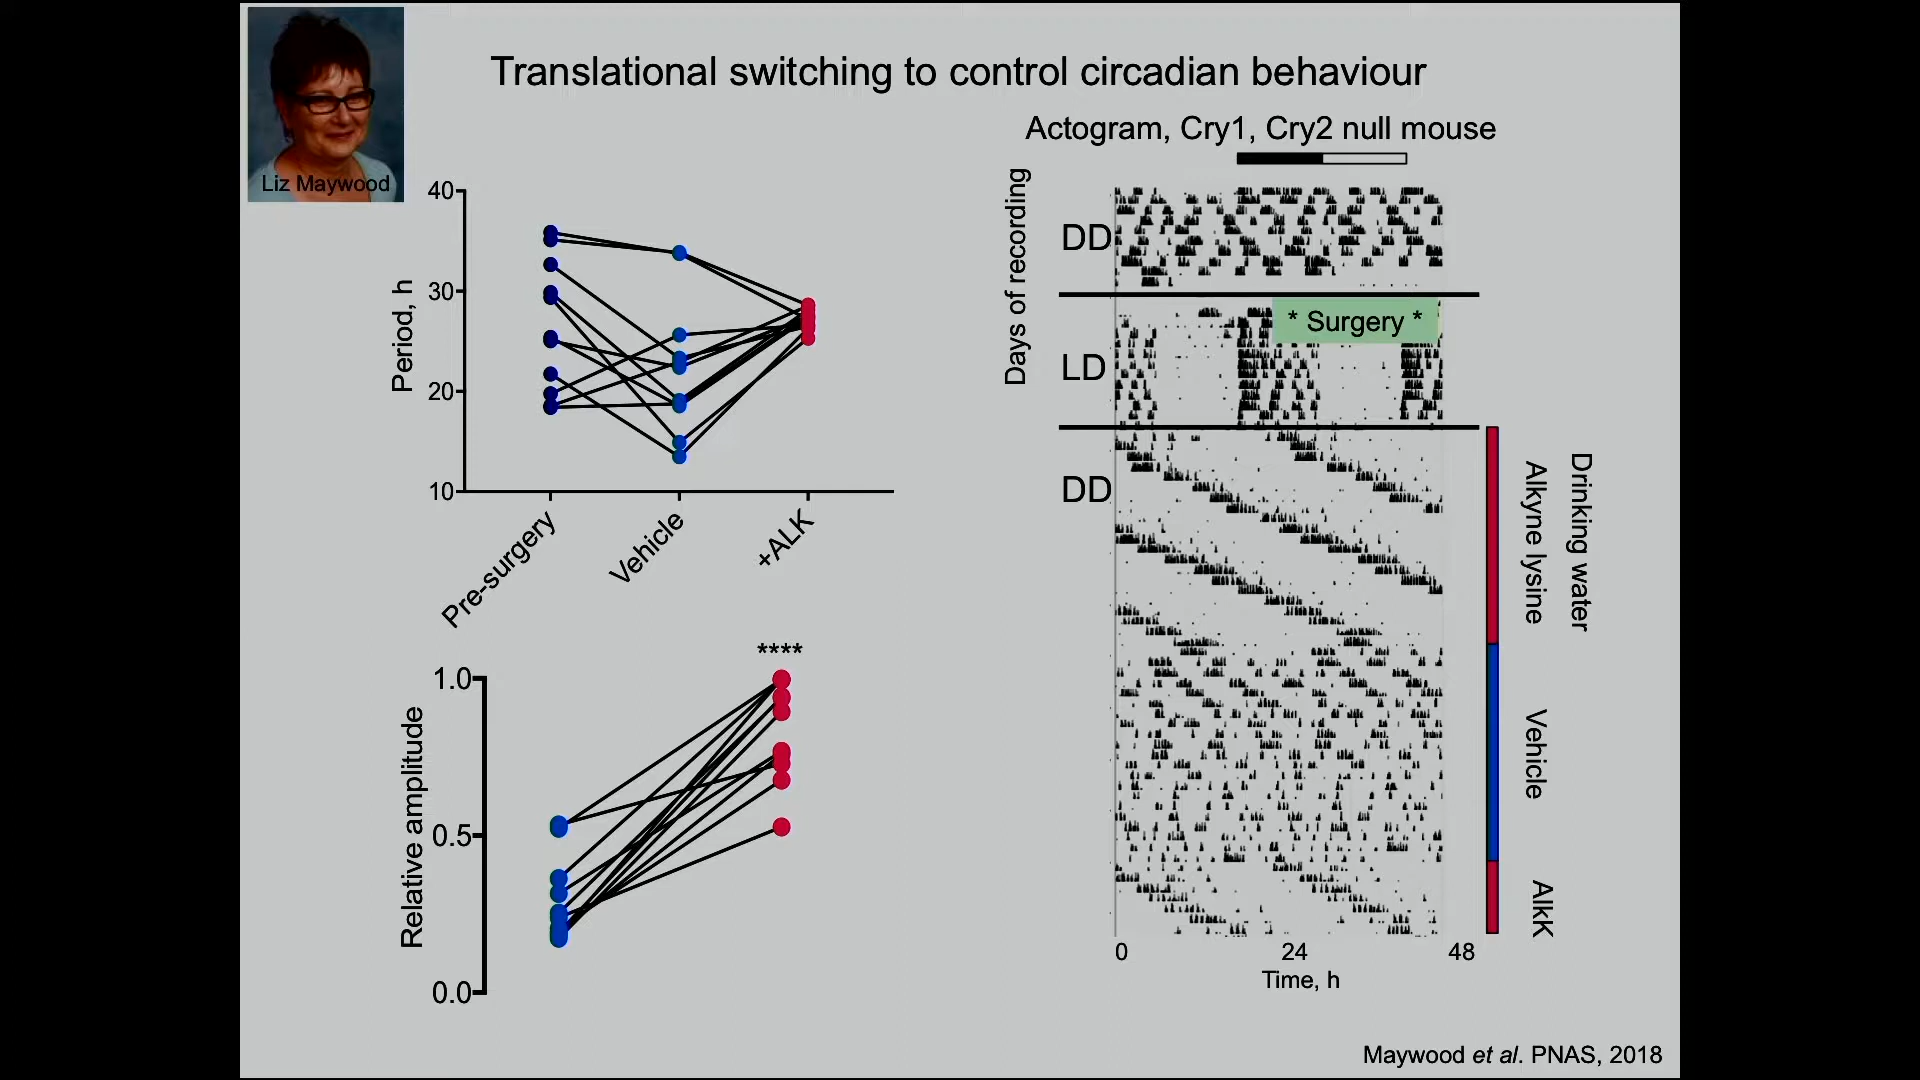 Translational switching to control circadian behaviour
Liz Maywood
Period, h
40
30
20
10
Pre-surgery
Vehicle
+ALK
Relative amplitude
1.0
0.5
0.0
****
Actogram, Cry1, Cry2 null mouse
Days of recording
DD
* Surgery *
LD
DD
Drinking water
Alkyne lysine
Vehicle
AlkK
0
24
48
Time, h
Maywood et al. PNAS, 2018